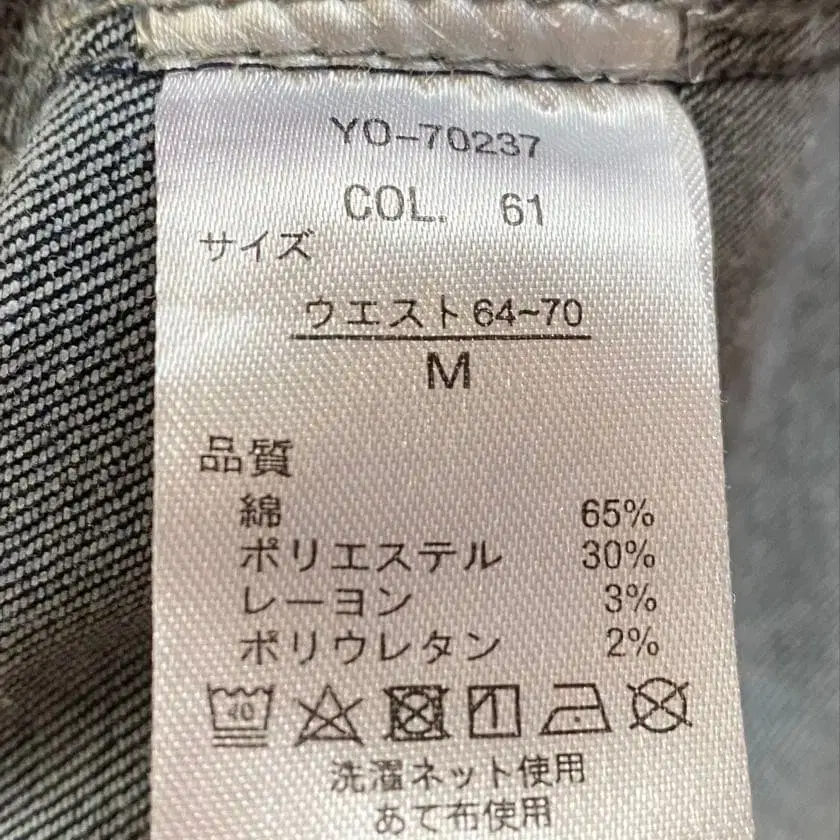 YO-70237
COL. 61
サイズ
ウエスト64~70
M
品質
綿 65%
ポリエステル 30%
レーヨン 3%
ポリウレタン 2%
40
洗濯ネット使用
あて布使用